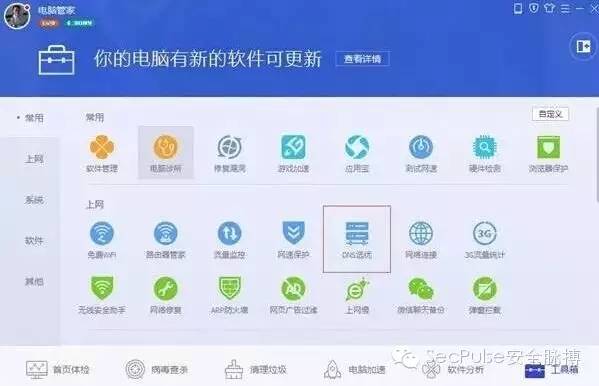 电脑管家
你的电脑有新的软件可更新
查看详情
常用
上网
系统
软件
其他
常用
自定义
软件管理
电脑诊所
修复漏洞
游戏加速
应用宝
测试网速
硬件检测
浏览器保护
上网
免费WiFi
路由器管家
流量监控
网速保护
DNS选优
网络连接
3G
3G流量统计
无线安全助手
网络修复
ARP防火墙
AD
网页广告过滤
上网慢
微信聊天备份
弹窗拦截
首页体检
病毒查杀
清理垃圾
电脑加速
软件分析
工具箱
SecPulse安全脉搏